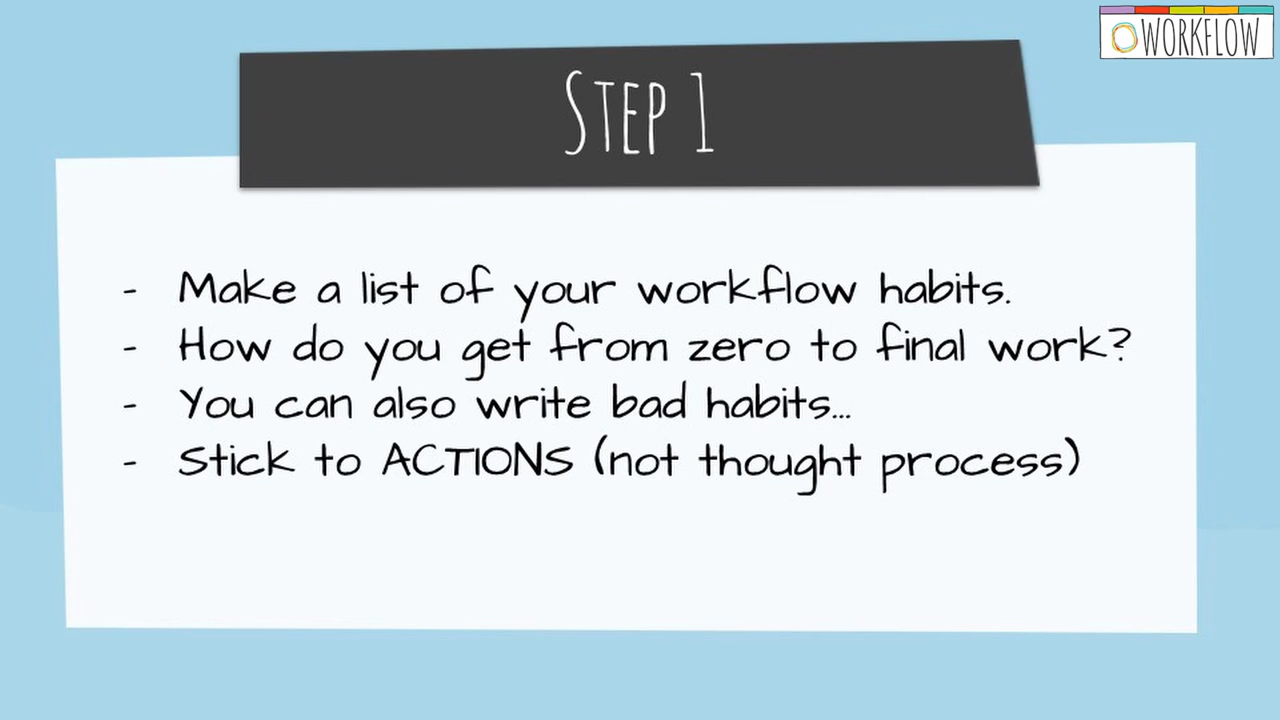 WORKFLOW
STEP 1
- Make a list of your workflow habits.
- How do you get from zero to final work?
- You can also write bad habits...
- Stick to ACTIONS (not thought process)